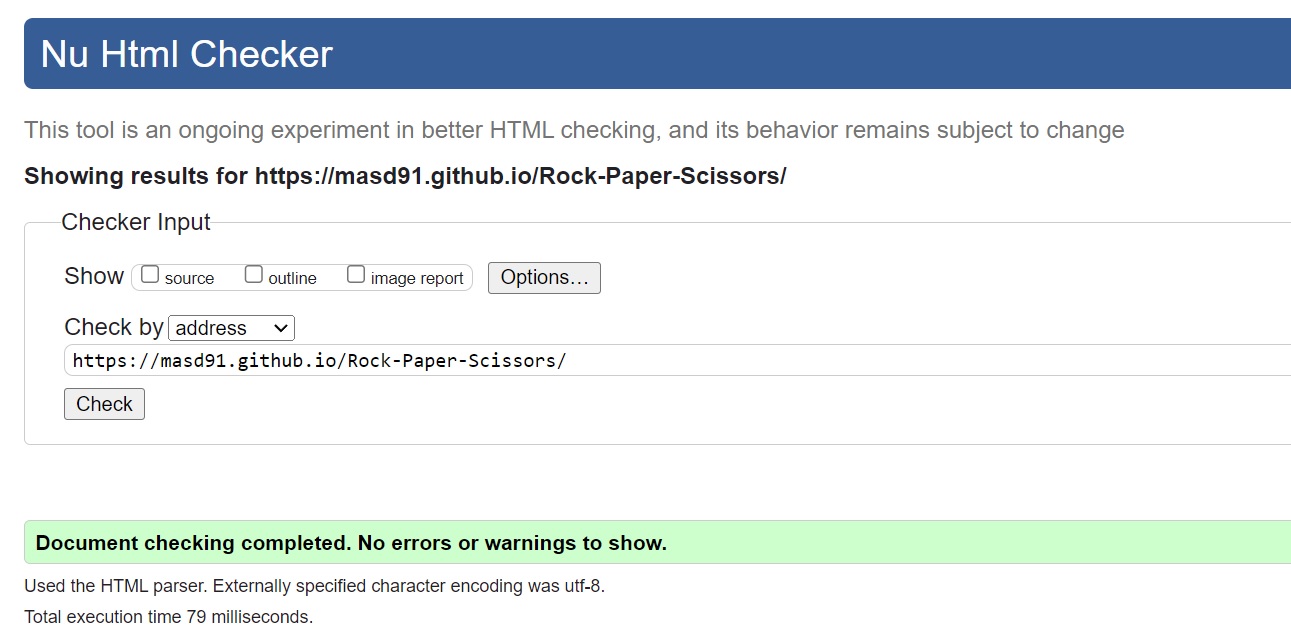 Nu Html Checker
This tool is an ongoing experiment in better HTML checking, and its behavior remains subject to change
Showing results for https://masd91.github.io/Rock-Paper-Scissors/
Checker Input
Show source outline image report Options...
Check by address
https://masd91.github.io/Rock-Paper-Scissors/
Check
Document checking completed. No errors or warnings to show.
Used the HTML parser. Externally specified character encoding was utf-8.
Total execution time 79 milliseconds.